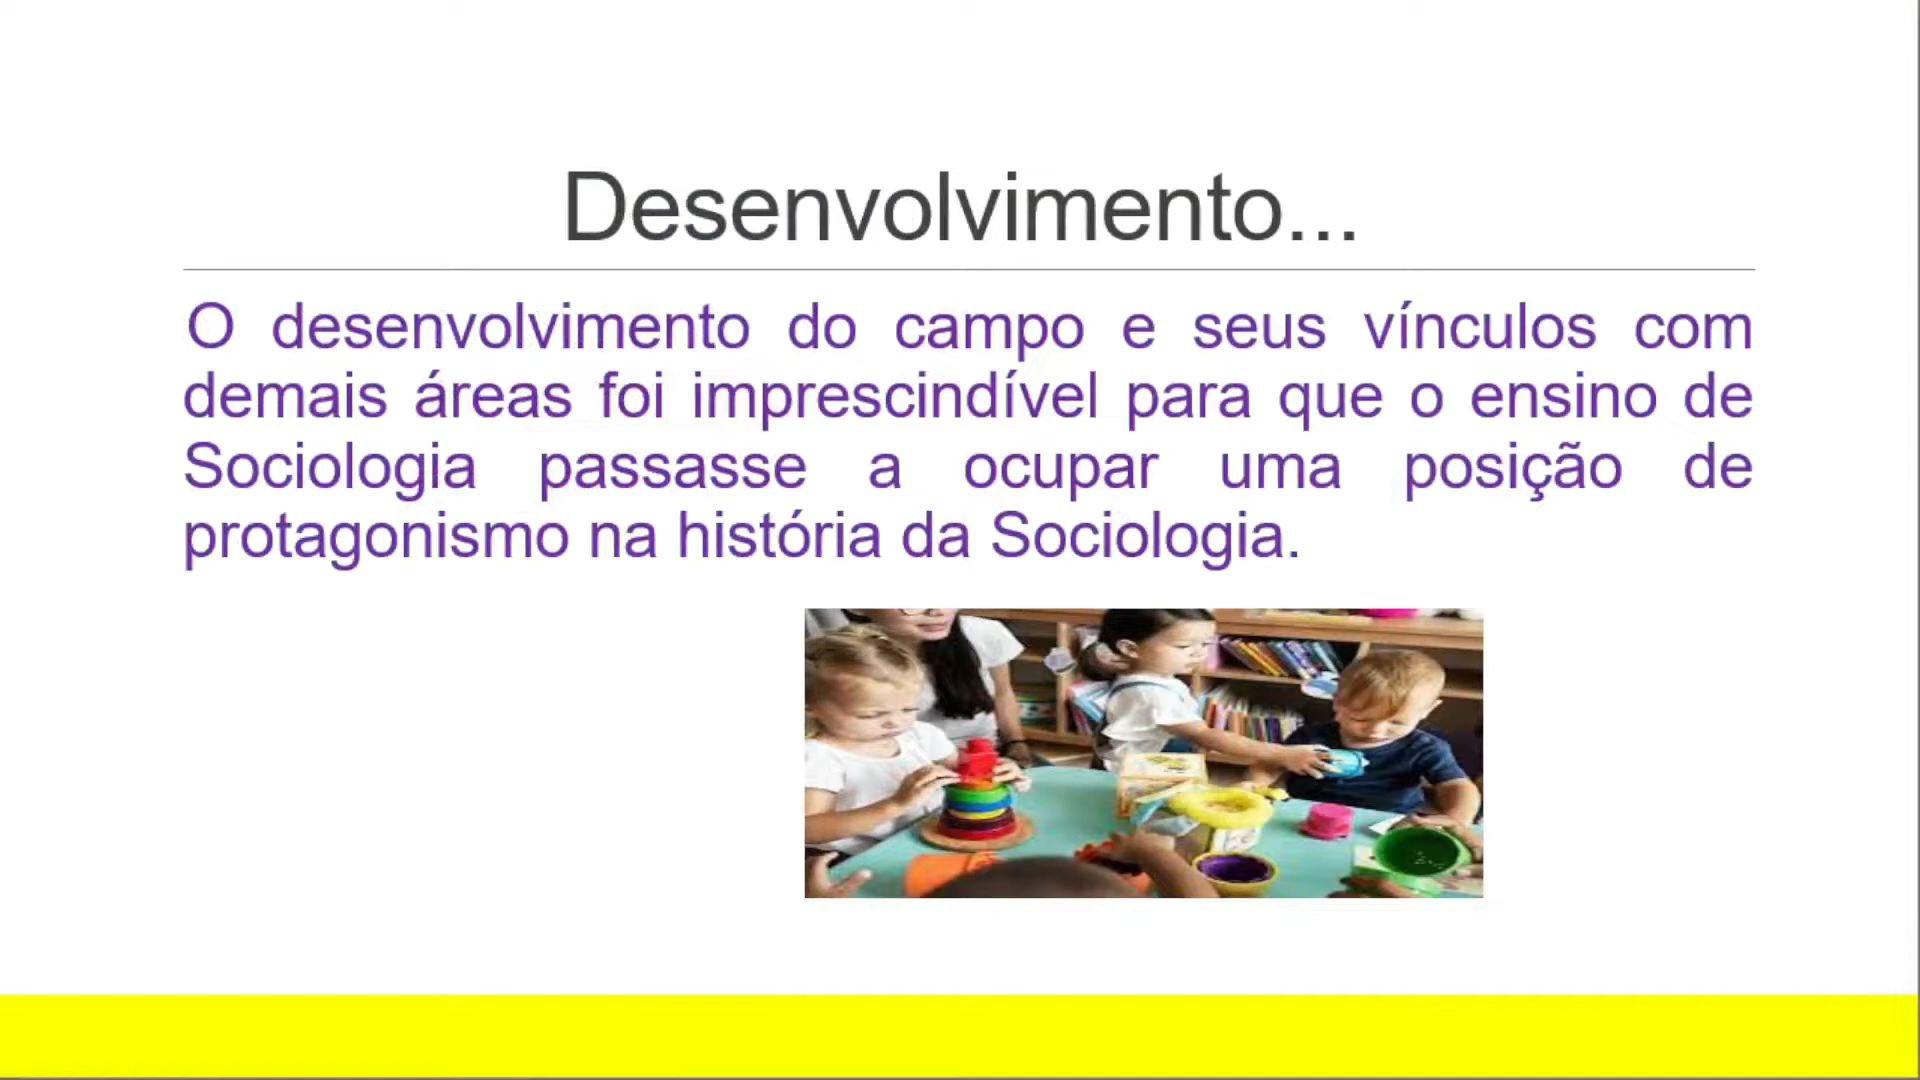 Desenvolvimento...
O desenvolvimento do campo e seus vínculos com
demais áreas foi imprescindível para que o ensino de
Sociologia passasse a ocupar uma posição de
protagonismo na história da Sociologia.